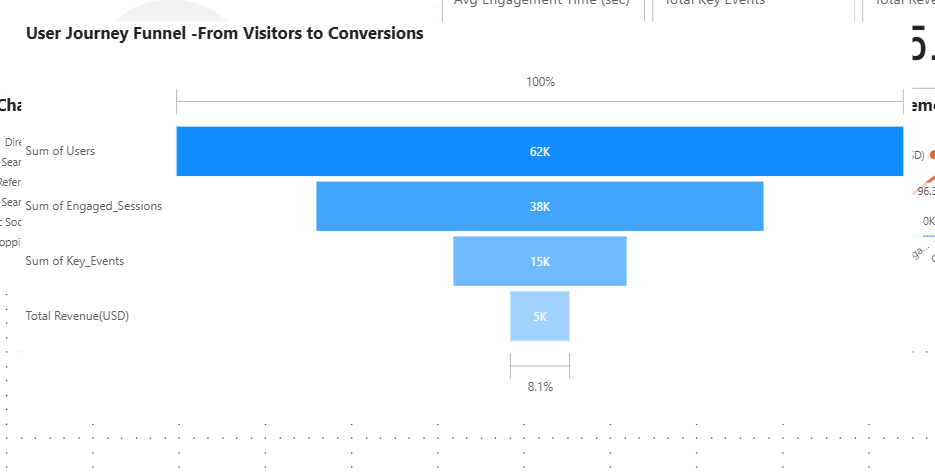 Avg Engagement Time (sec)
Total Key Events
User Journey Funnel -From Visitors to Conversions
100%
Sum of Users
62K
Sum of Engaged_Sessions
38K
Sum of Key_Events
15K
Total Revenue(USD)
5K
8.1%
0K